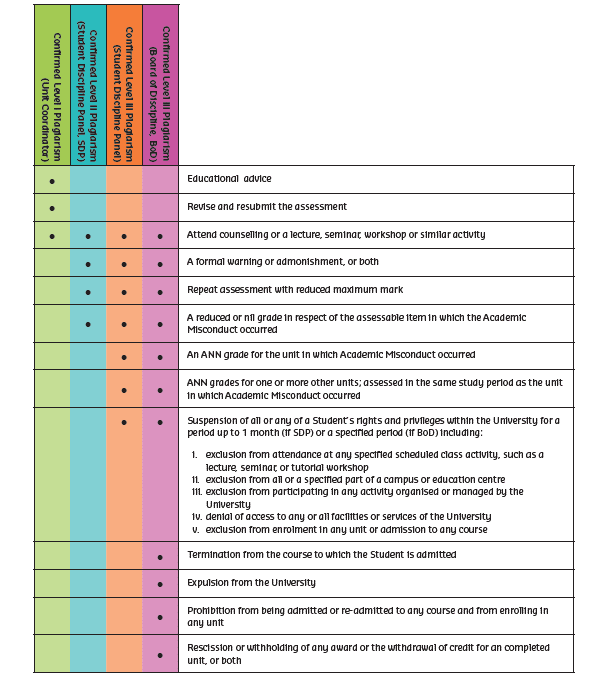 Confirmed Level I Plagiarism
(Unit Coordinator)
Confirmed Level II Plagiarism
(Student Discipline Panel, SDP)
Confirmed Level III Plagiarism
(Student Discipline Panel)
Confirmed Level III Plagiarism
(Board of Discipline, BoD)
Educational advice
Revise and resubmit the assessment
Attend counselling or a lecture, seminar, workshop or similar activity
A formal warning or admonishment, or both
Repeat assessment with reduced maximum mark
A reduced or nil grade in respect of the assessable item in which the Academic
Misconduct occurred
An ANN grade for the unit in which Academic Misconduct occurred
ANN grades for one or more other units; assessed in the same study period as the unit
in which Academic Misconduct occurred
Suspension of all or any of a Student's rights and privileges within the University for a
period up to 1 month (if SDP) or a specified period (if BoD) including:
i. exclusion from attendance at any specified scheduled class activity, such as a
lecture, seminar, or tutorial workshop
ii. exclusion from all or a specified part of a campus or education centre
iii. exclusion from participating in any activity organised or managed by the
University
iv. denial of access to any or all facilities or services of the University
v. exclusion from enrolment in any unit or admission to any course
Termination from the course to which the Student is admitted
Expulsion from the University
Prohibition from being admitted or re-admitted to any course and from enrolling in
any unit
Rescission or withholding of any award or the withdrawal of credit for an completed
unit, or both